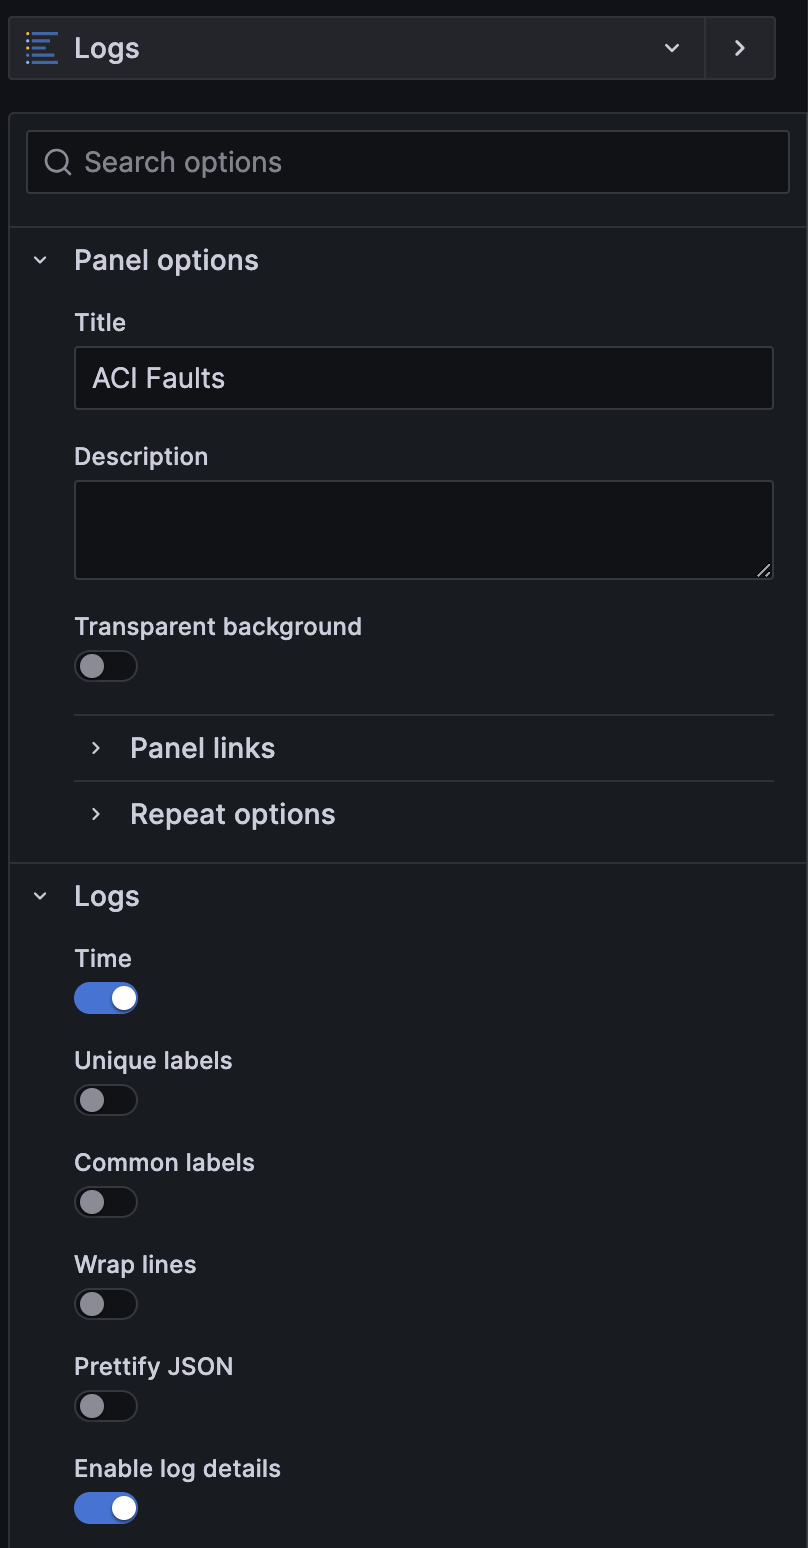 Logs
Search options
Panel options
Title
ACI Faults
Description
Transparent background
Panel links
Repeat options
Logs
Time
Unique labels
Common labels
Wrap lines
Prettify JSON
Enable log details